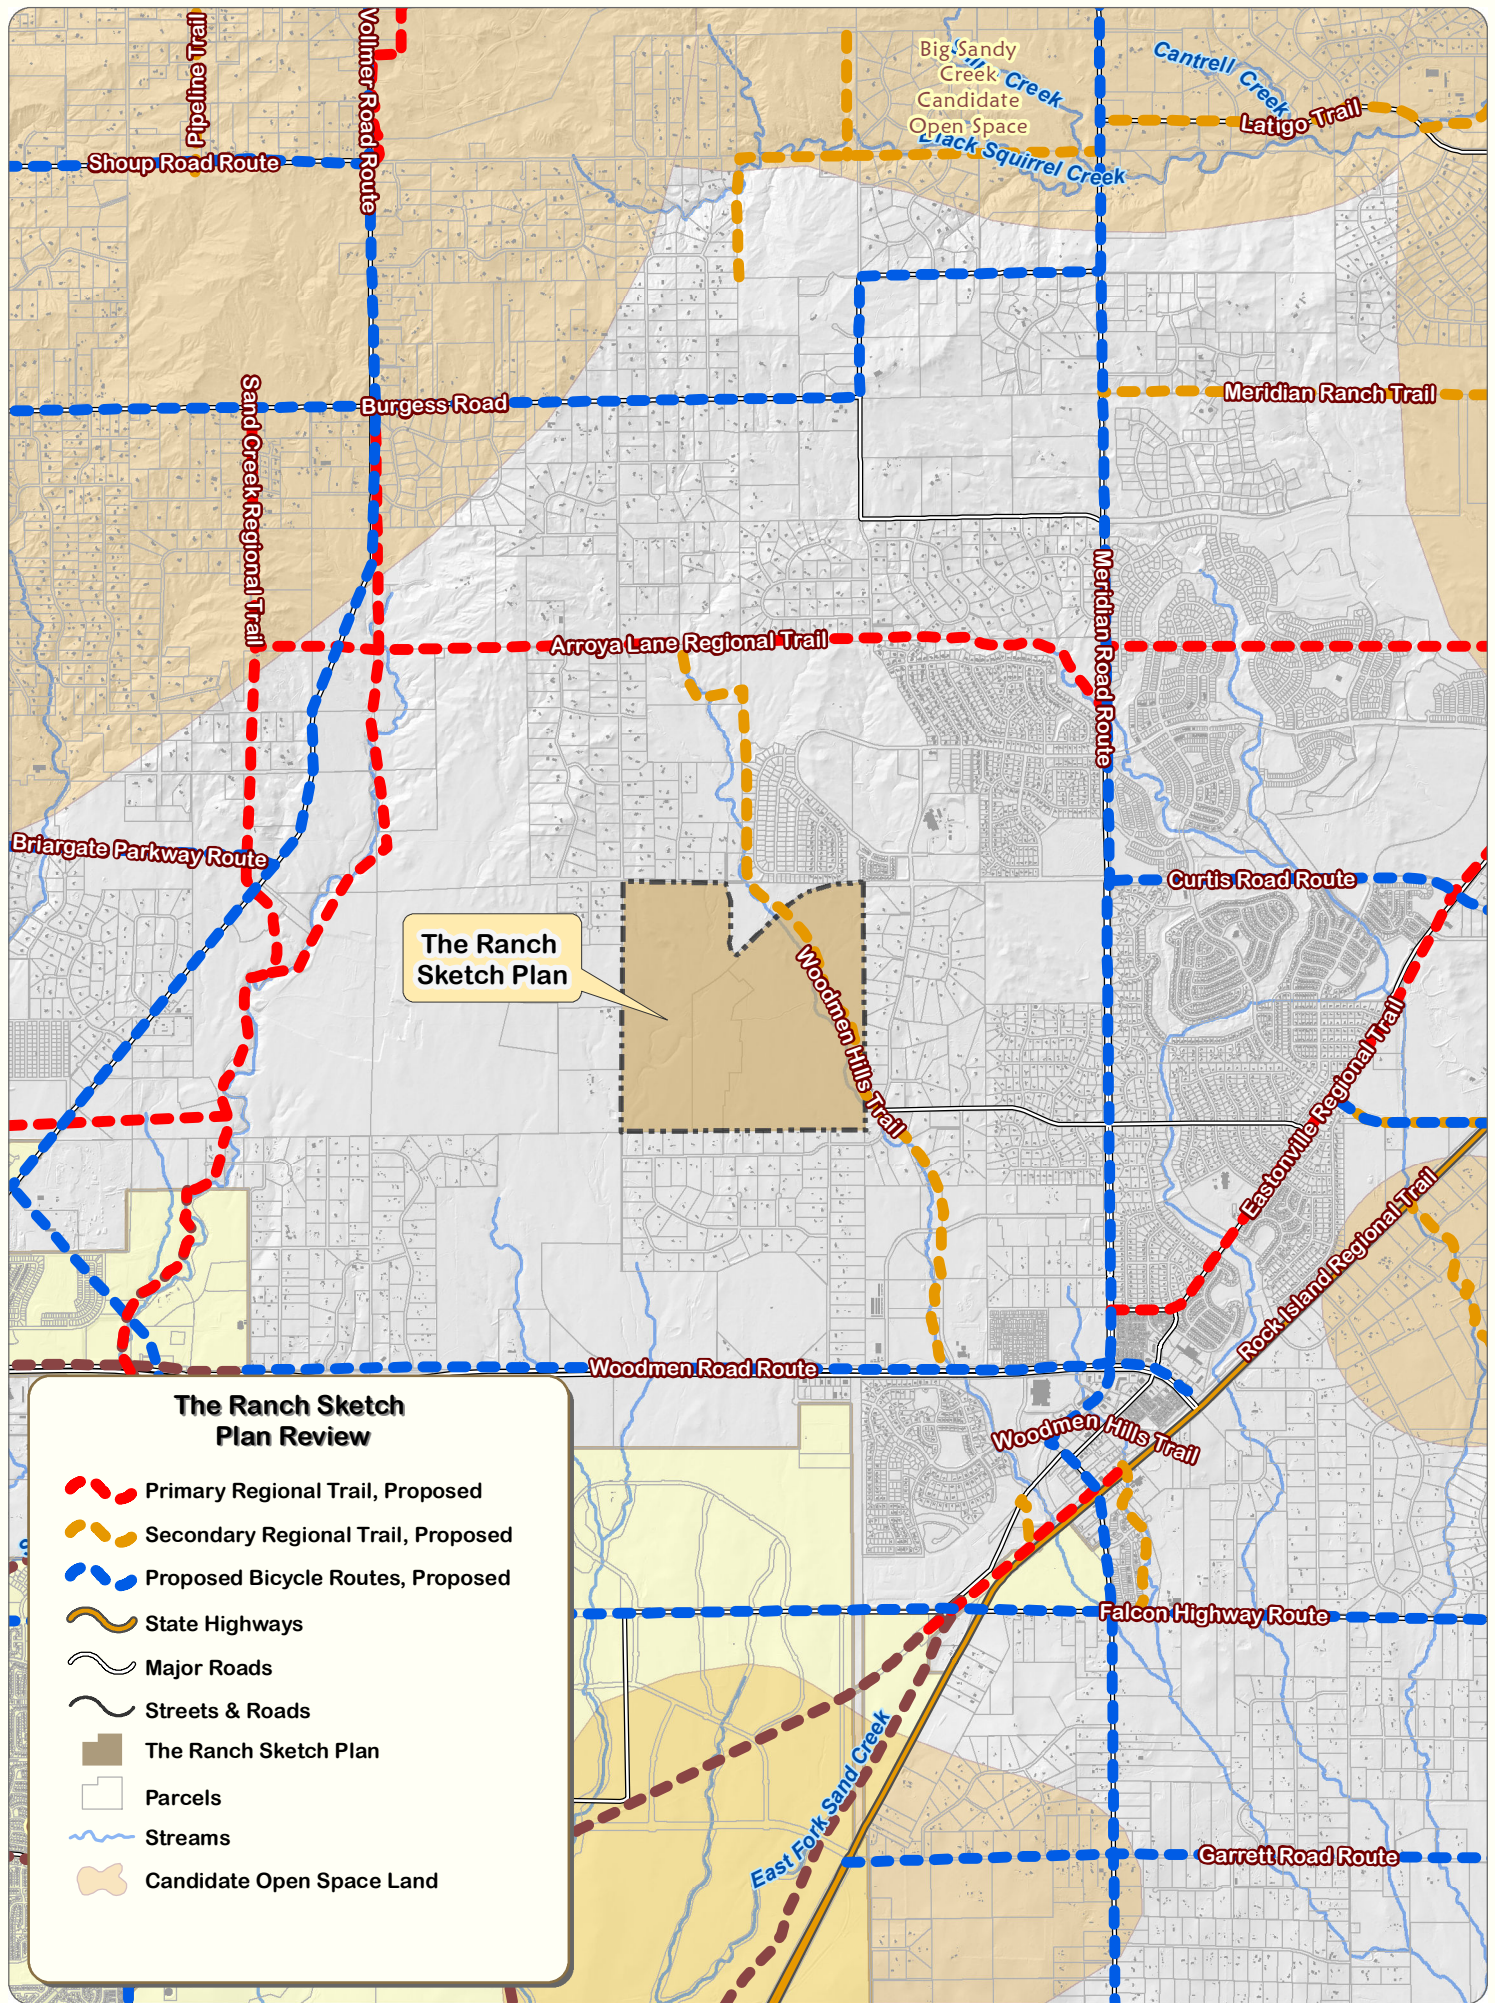 Pipeline Trail
Vollmer Road Route
Big Sandy
Creek
Candidate
Open Space
Creek
Cantrell Creek
Latigo Trail
Black Squirrel Creek
Shoup Road Route
Sand Creek Regional Trail
Burgess Road
Meridian Ranch Trail
Meridian Road Route
Arroya Lane Regional Trail
Briargate Parkway Route
Curtis Road Route
The Ranch
Sketch Plan
Woodmen Hills Trail
Eastonville Regional Trail
Rock Island Regional Trail
Woodmen Road Route
Woodmen Hills Trail
Falcon Highway Route
East Fork Sand Creek
Garrett Road Route
The Ranch Sketch
Plan Review
Primary Regional Trail, Proposed
Secondary Regional Trail, Proposed
Proposed Bicycle Routes, Proposed
State Highways
Major Roads
Streets & Roads
The Ranch Sketch Plan
Parcels
Streams
Candidate Open Space Land